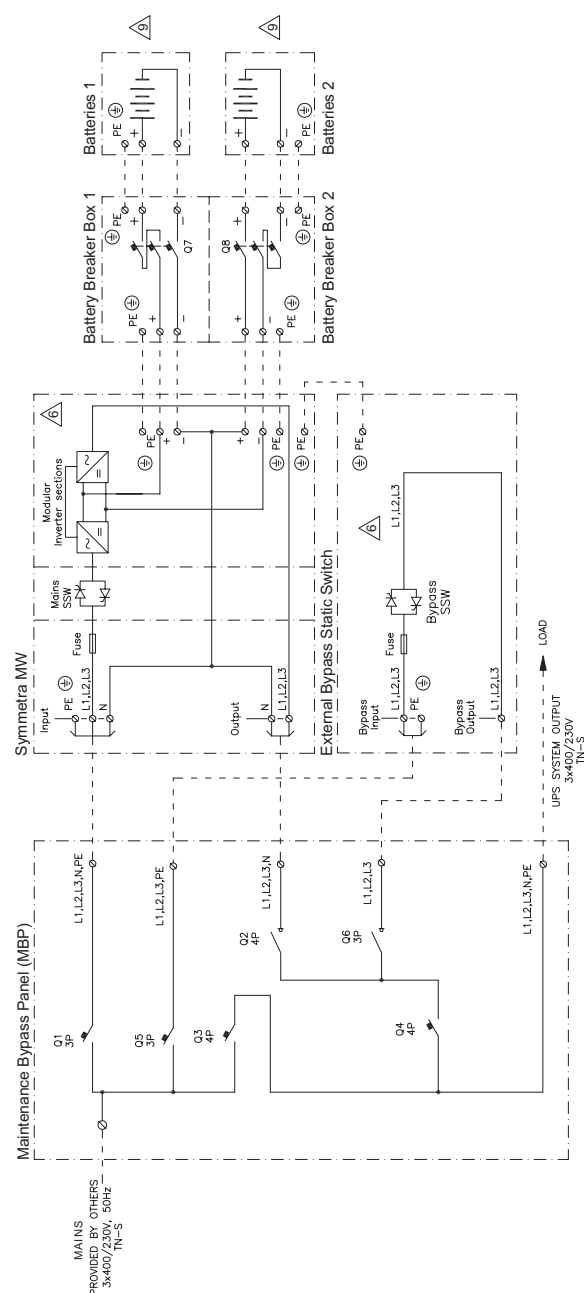 MAINS
PROVIDED BY OTHERS
3x400/230V, 50Hz
TN-S
Maintenance Bypass Panel (MBP)
Q1
3P
L1,L2,L3,N,PE
Q5
3P
L1,L2,L3,PE
Q3
4P
Q2
4P
L1,L2,L3,N
Q6
3P
L1,L2,L3
Q4
4P
L1,L2,L3,N,PE
UPS SYSTEM OUTPUT
3x400/230V
TN-S
LOAD
Symmetra MW
Input
PE
L1,L2,L3
N
Fuse
Mains
SSW
Modular
Inverter sections
6
Output
N
L1,L2,L3
PE
+
-
+
-
PE
PE
External Bypass Static Switch
Bypass
Input
L1,L2,L3
PE
Fuse
Bypass
SSW
6
L1,L2,L3
PE
Bypass
Output
L1,L2,L3
Battery Breaker Box 1
PE
+
-
Q7
PE
+
-
Battery Breaker Box 2
+
-
PE
Q8
+
-
PE
Batteries 1
PE
+
-
9
Batteries 2
+
-
PE
9